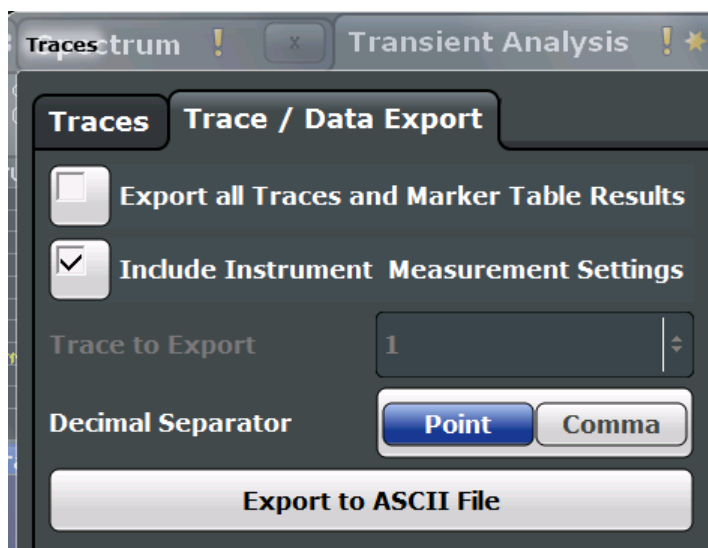 Traces ctrum ! x Transient Analysis !
Traces Trace / Data Export
Export all Traces and Marker Table Results
Include Instrument Measurement Settings
Trace to Export 1
Decimal Separator Point Comma
Export to ASCII File